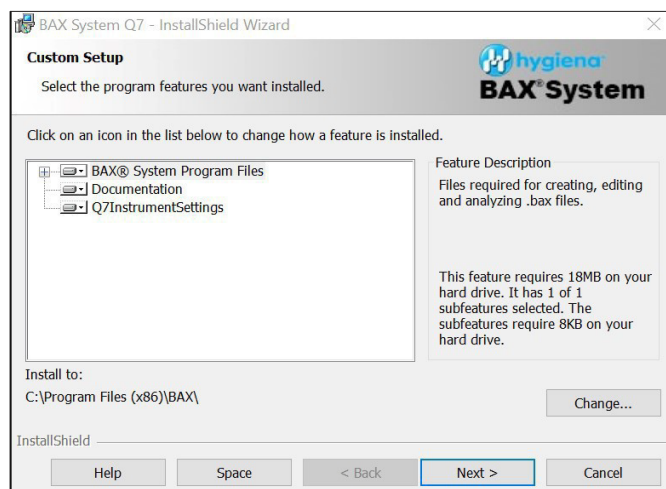 BAX System Q7 - InstallShield Wizard
Custom Setup
Select the program features you want installed.
hygiena
BAX®System
Click on an icon in the list below to change how a feature is installed.
BAX® System Program Files
Documentation
Q7InstrumentSettings
Feature Description
Files required for creating, editing
and analyzing .bax files.
This feature requires 18MB on your
hard drive. It has 1 of 1
subfeatures selected. The
subfeatures require 8KB on your
hard drive.
Install to:
C:\Program Files (x86)\BAX\
Change...
InstallShield
Help
Space
< Back
Next >
Cancel